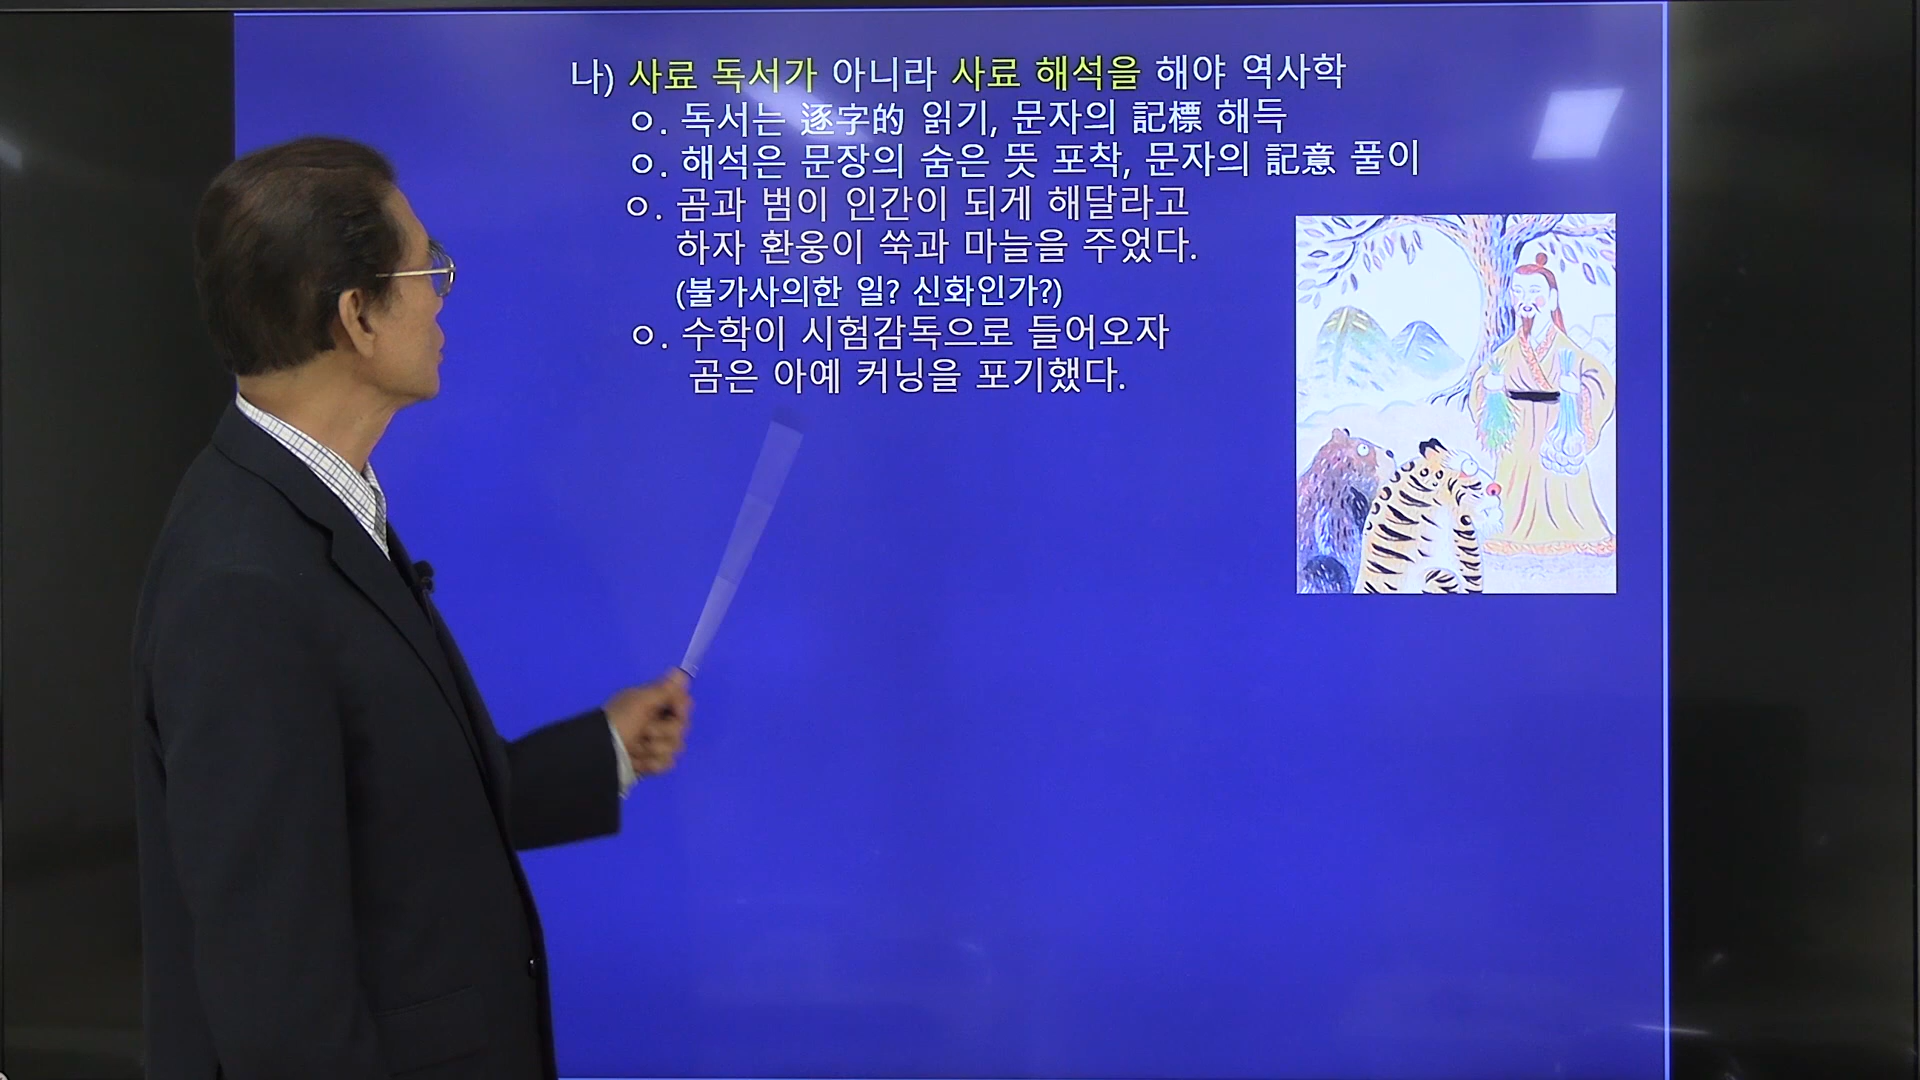 나) 사료 독서가 아니라 사료 해석을 해야 역사학
ㅇ. 독서는 逐字的 읽기, 문자의 記標 해득
ㅇ. 해석은 문장의 숨은 뜻 포착, 문자의 記意 풀이
ㅇ. 곰과 범이 인간이 되게 해달라고
하자 환웅이 쑥과 마늘을 주었다.
(불가사의한 일? 신화인가?)
ㅇ. 수학이 시험감독으로 들어오자
곰은 아예 커닝을 포기했다.